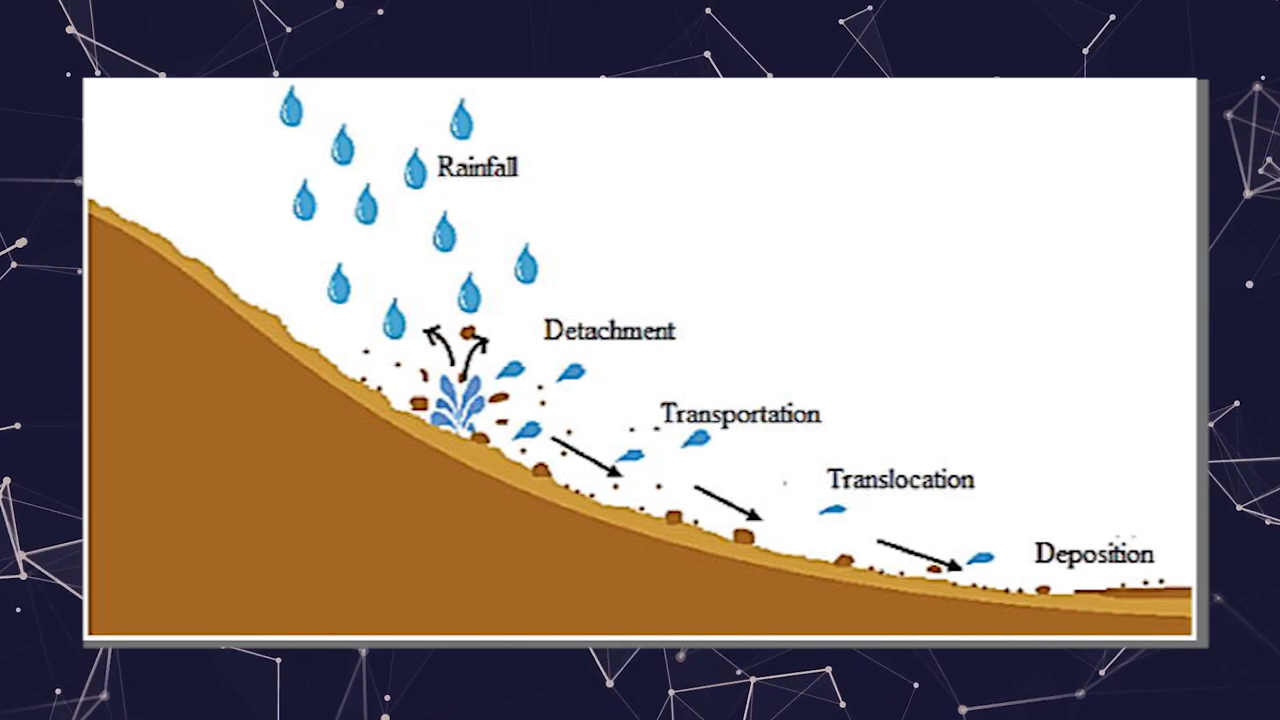 Rainfall
Detachment
Transportation
Translocation
Deposition